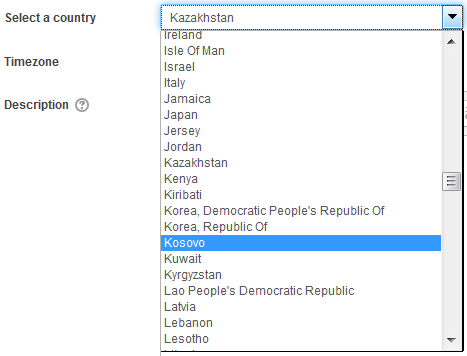 Select a country
Kazakhstan
Timezone
Description ?
Ireland
Isle Of Man
Israel
Italy
Jamaica
Japan
Jersey
Jordan
Kazakhstan
Kenya
Kiribati
Korea, Democratic People's Republic Of
Korea, Republic Of
Kosovo
Kuwait
Kyrgyzstan
Lao People's Democratic Republic
Latvia
Lebanon
Lesotho